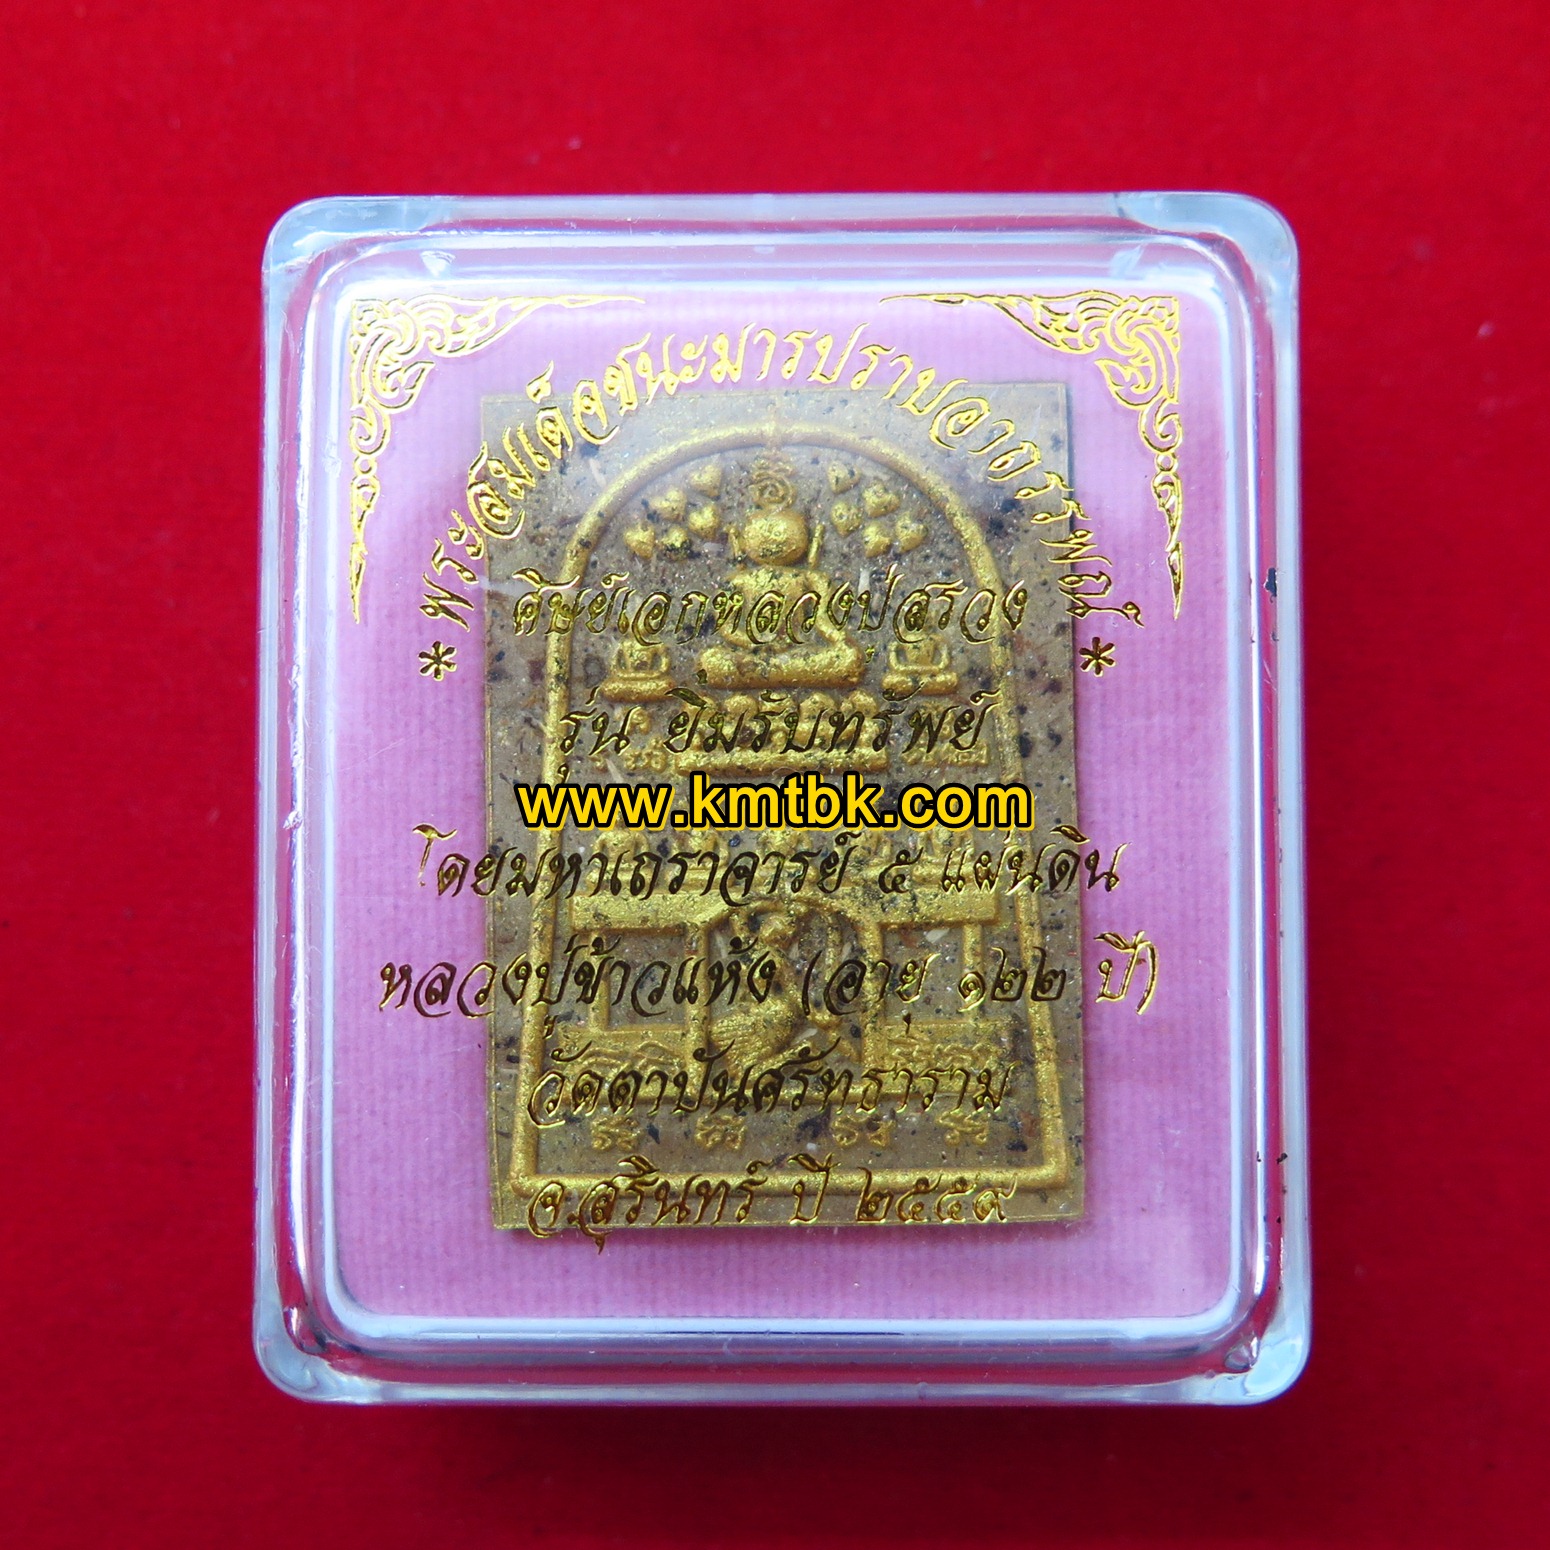 * พระสมเด็จชนะมารปราบอาถรรพณ์ *
ศิษย์เอกหลวงปู่สรวง
รุ่น ยิ้มรับทรัพย์
www.kmtbk.com
โดยมหาเถราจารย์ ๕ แผ่นดิน
หลวงปู่ข้าวแห้ง (อายุ ๑๒๒ ปี)
วัดตาปันศรัทธาราม
จ.สุรินทร์ ปี ๒๕๕๙